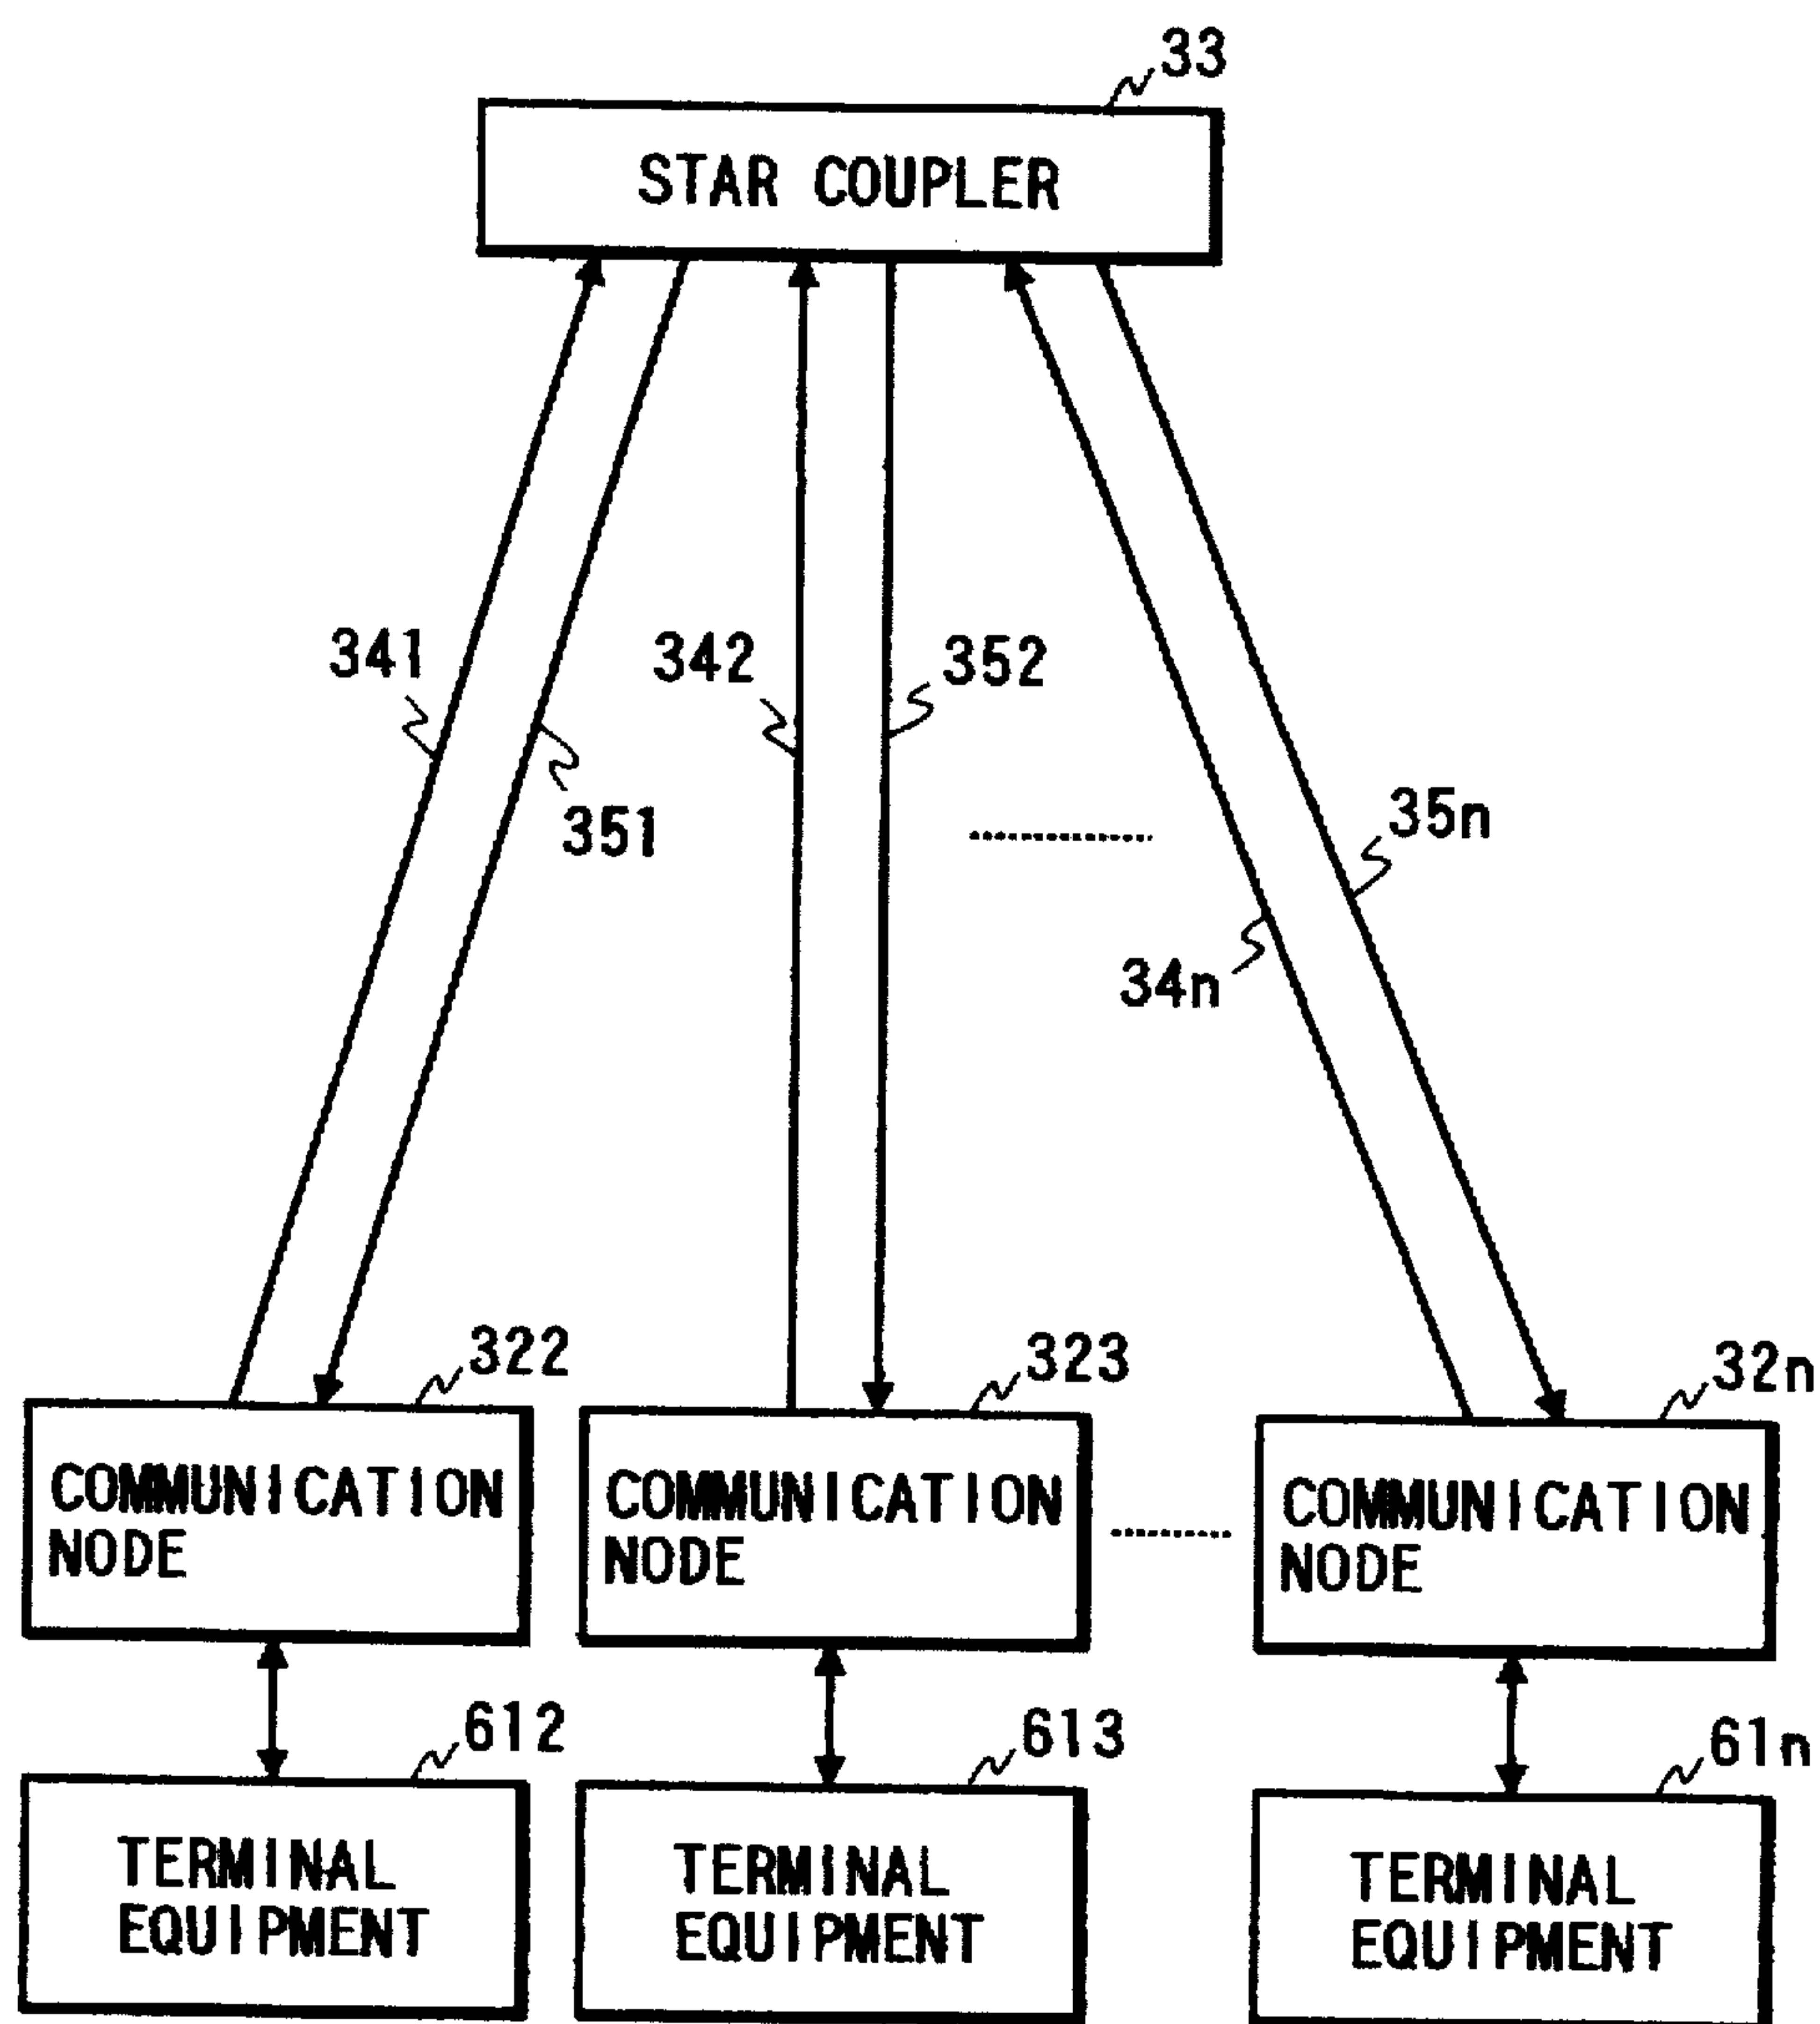 33
STAR COUPLER
341
342
352
351
35n
34n
322
323
32n
COMMUNICATION
NODE
COMMUNICATION
NODE
COMMUNICATION
NODE
612
613
61n
TERMINAL
EQUIPMENT
TERMINAL
EQUIPMENT
TERMINAL
EQUIPMENT